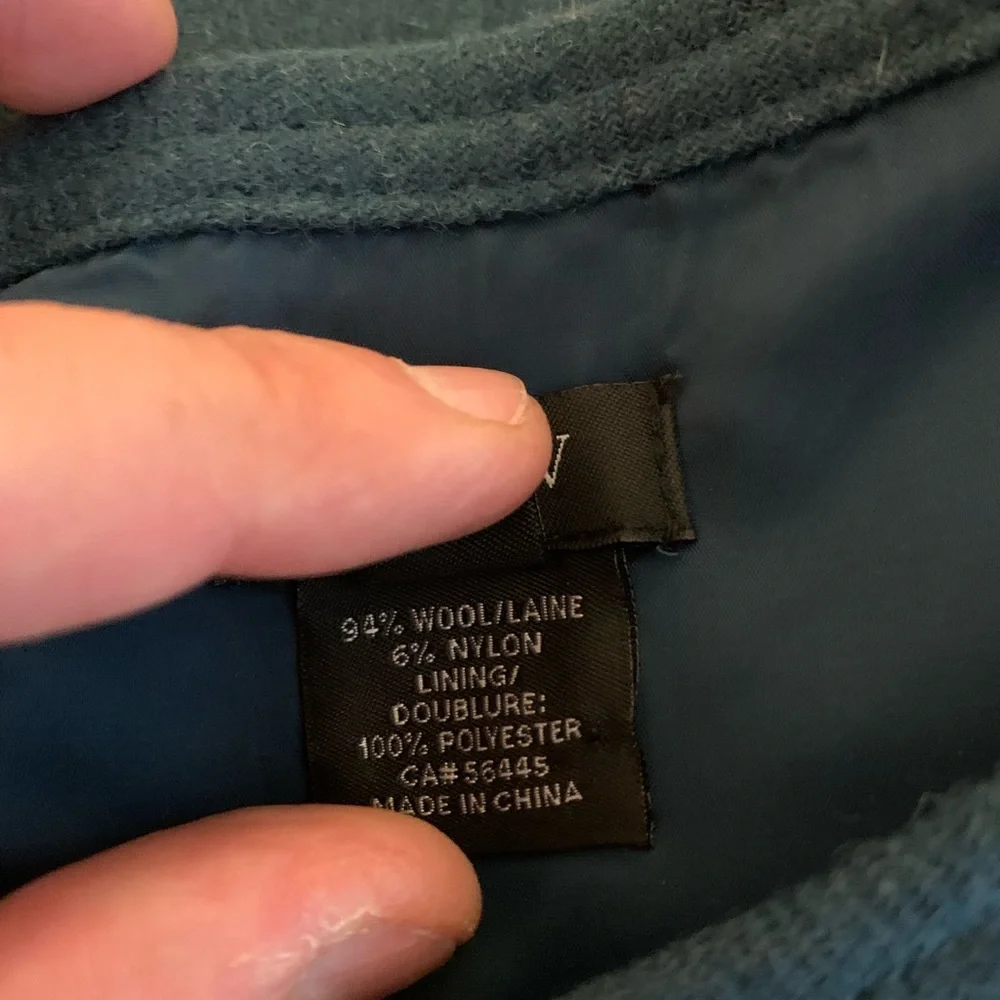 94% WOOL/LAINE
6% NYLON
LINING/
DOUBLURE:
100% POLYESTER
CA#56445
MADE IN CHINA